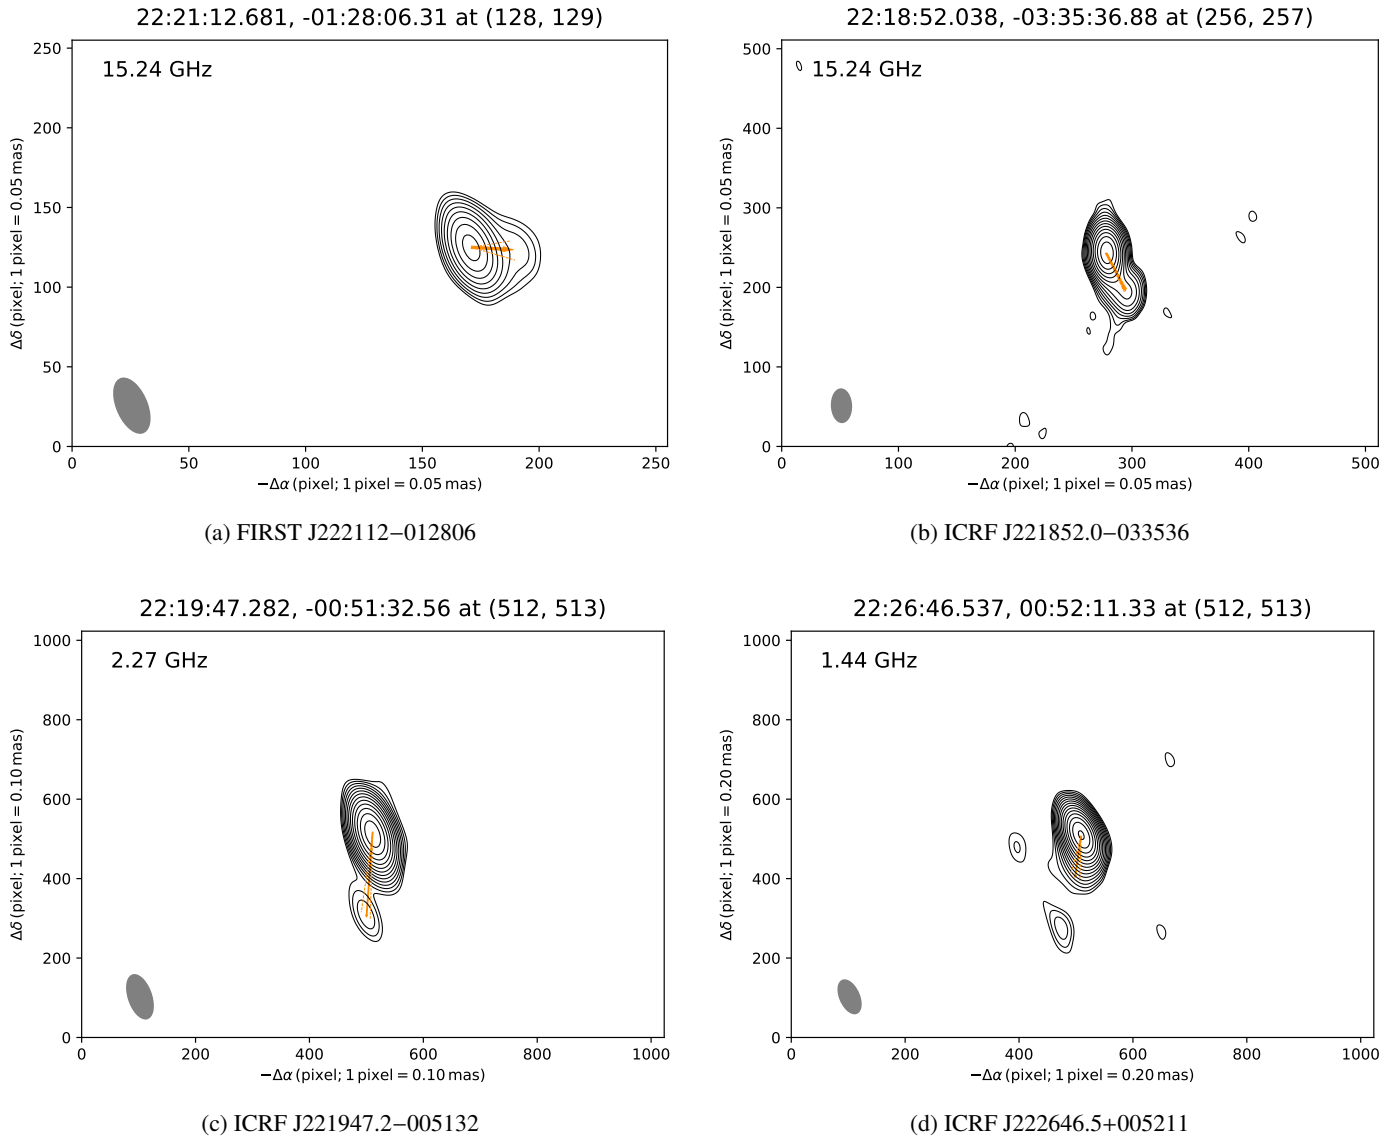 22:21:12.681, -01:28:06.31 at (128, 129)
15.24 GHz
250
200
150
100
50
0
0 50 100 150 200 250
Δδ (pixel; 1 pixel = 0.05 mas)
−Δα (pixel; 1 pixel = 0.05 mas)
(a) FIRST J222112−012806
22:18:52.038, -03:35:36.88 at (256, 257)
15.24 GHz
500
400
300
200
100
0
0 100 200 300 400 500
Δδ (pixel; 1 pixel = 0.05 mas)
−Δα (pixel; 1 pixel = 0.05 mas)
(b) ICRF J221852.0−033536
22:19:47.282, -00:51:32.56 at (512, 513)
2.27 GHz
1000
800
600
400
200
0
0 200 400 600 800 1000
Δδ (pixel; 1 pixel = 0.10 mas)
−Δα (pixel; 1 pixel = 0.10 mas)
(c) ICRF J221947.2−005132
22:26:46.537, 00:52:11.33 at (512, 513)
1.44 GHz
1000
800
600
400
200
0
0 200 400 600 800 1000
Δδ (pixel; 1 pixel = 0.20 mas)
−Δα (pixel; 1 pixel = 0.20 mas)
(d) ICRF J222646.5+005211